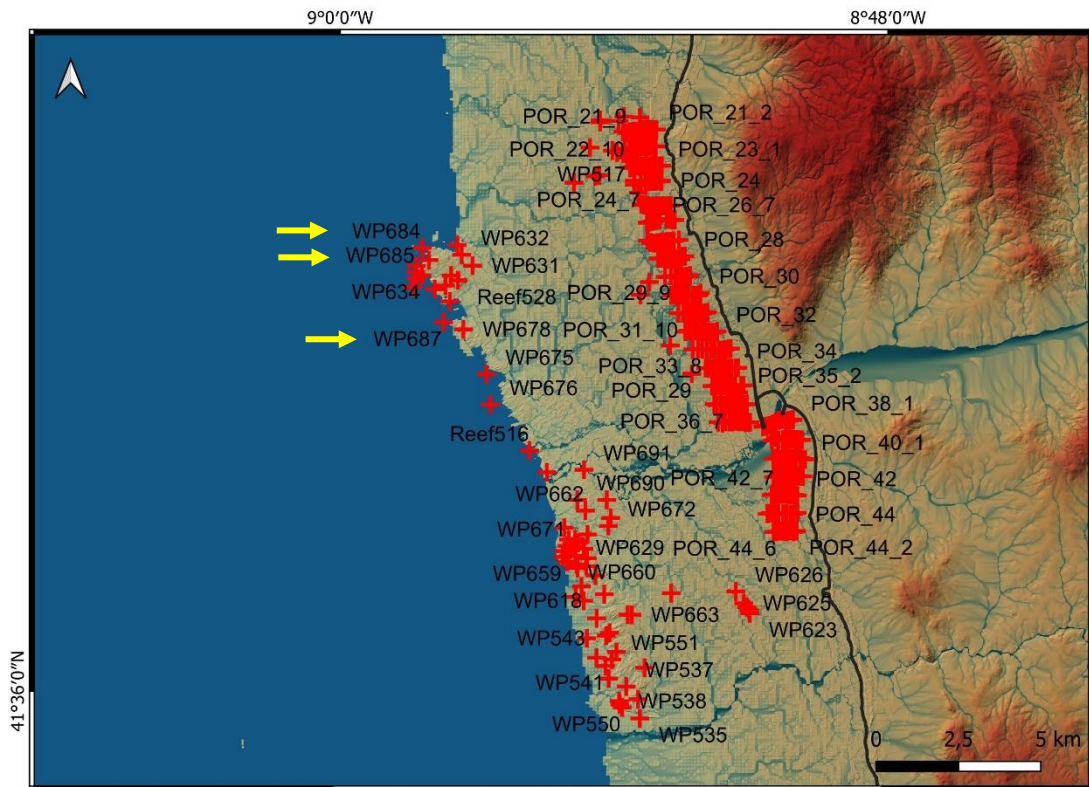 9°0′0″W
8°48′0″W
POR_21_9
POR_21_2
POR_22_10
POR_23_1
WP517
POR_24
POR_24_7
POR_26_7
WP684
WP632
POR_28
WP685
WP631
POR_30
WP634
Reef528
POR_29_9
POR_32
WP687
WP678
POR_31_10
WP675
POR_34
POR_33_8
WP676
POR_29
POR_35_2
POR_38_1
POR_36_7
Reef516
POR_40_1
WP691
WP690
POR_42_7
POR_42
WP662
WP672
POR_44
WP671
WP629
POR_44_6
POR_44_2
WP659
WP660
WP626
WP618
WP663
WP625
WP623
WP543
WP551
WP537
WP541
WP538
WP550
WP535
41°36′0″N
0
2,5
5 km